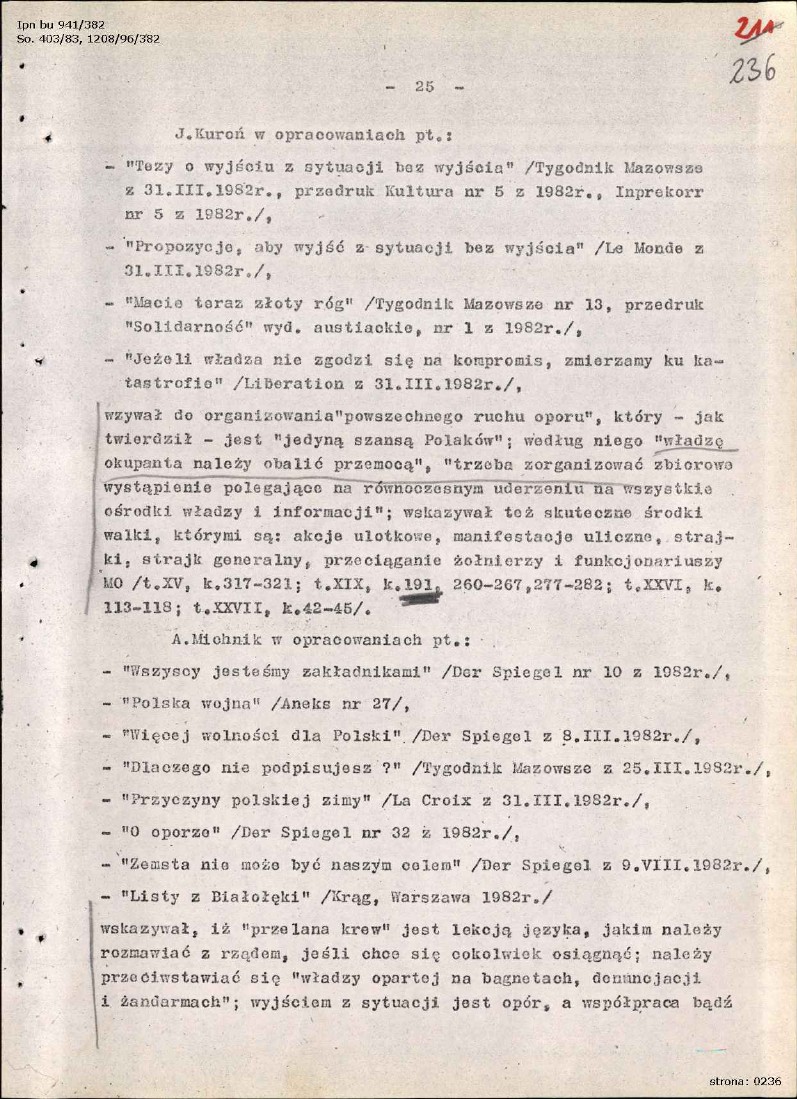 Ipn bu 941/382
So. 403/83, 1208/96/382
211
236
- 25 -
J.Kuroń w opracowaniach pt.:
- "Tezy o wyjściu z sytuacji bez wyjścia" /Tygodnik Mazowsze
z 31.III.1982r., przedruk Kultura nr 5 z 1982r., Inprekorr
nr 5 z 1982r./,
- "Propozycje, aby wyjść z sytuacji bez wyjścia" /Le Monde z
31.III.1982r./,
- "Macie teraz złoty róg" /Tygodnik Mazowsze nr 13, przedruk
"Solidarność" wyd. austiackie, nr 1 z 1982r./,
- "Jeżeli władza nie zgodzi się na kompromis, zmierzamy ku ka-
tastrofie" /Liberation z 31.III.1982r./,
wzywał do organizowania"powszechnego ruchu oporu", który - jak
twierdził - jest "jedyną szansą Polaków"; według niego "władzę
okupanta należy obalić przemocą", "trzeba zorganizować zbiorowe
wystąpienie polegające na równoczesnym uderzeniu na wszystkie
ośrodki władzy i informacji"; wskazywał też skuteczne środki
walki, którymi są: akcje ulotkowe, manifestacje uliczne, straj-
ki, strajk generalny, przeciąganie żołnierzy i funkcjonariuszy
MO /t.XV, k.317-321; t.XIX, k.191, 260-267,277-282; t.XXVI, k.
113-118; t.XXVII, k.42-45/.
A.Michnik w opracowaniach pt.:
- "Wszyscy jesteśmy zakładnikami" /Der Spiegel nr 10 z 1982r./,
- "Polska wojna" /Aneks nr 27/,
- "Więcej wolności dla Polski" /Der Spiegel z 8.III.1982r./,
- "Dlaczego nie podpisujesz ?" /Tygodnik Mazowsze z 25.III.1982r./,
- "Przyczyny polskiej zimy" /La Croix z 31.III.1982r./,
- "O oporze" /Der Spiegel nr 32 z 1982r./,
- "Zemsta nie może być naszym celem" /Der Spiegel z 9.VIII.1982r./,
- "Listy z Białołęki" /Krąg, Warszawa 1982r./
wskazywał, iż "przelana krew" jest lekcją języka, jakim należy
rozmawiać z rządem, jeśli chce się cokolwiek osiągnąć; należy
przeciwstawiać się "władzy opartej na bagnetach, denuncjacji
i żandarmach"; wyjściem z sytuacji jest opór, a współpraca bądź
strona: 0236